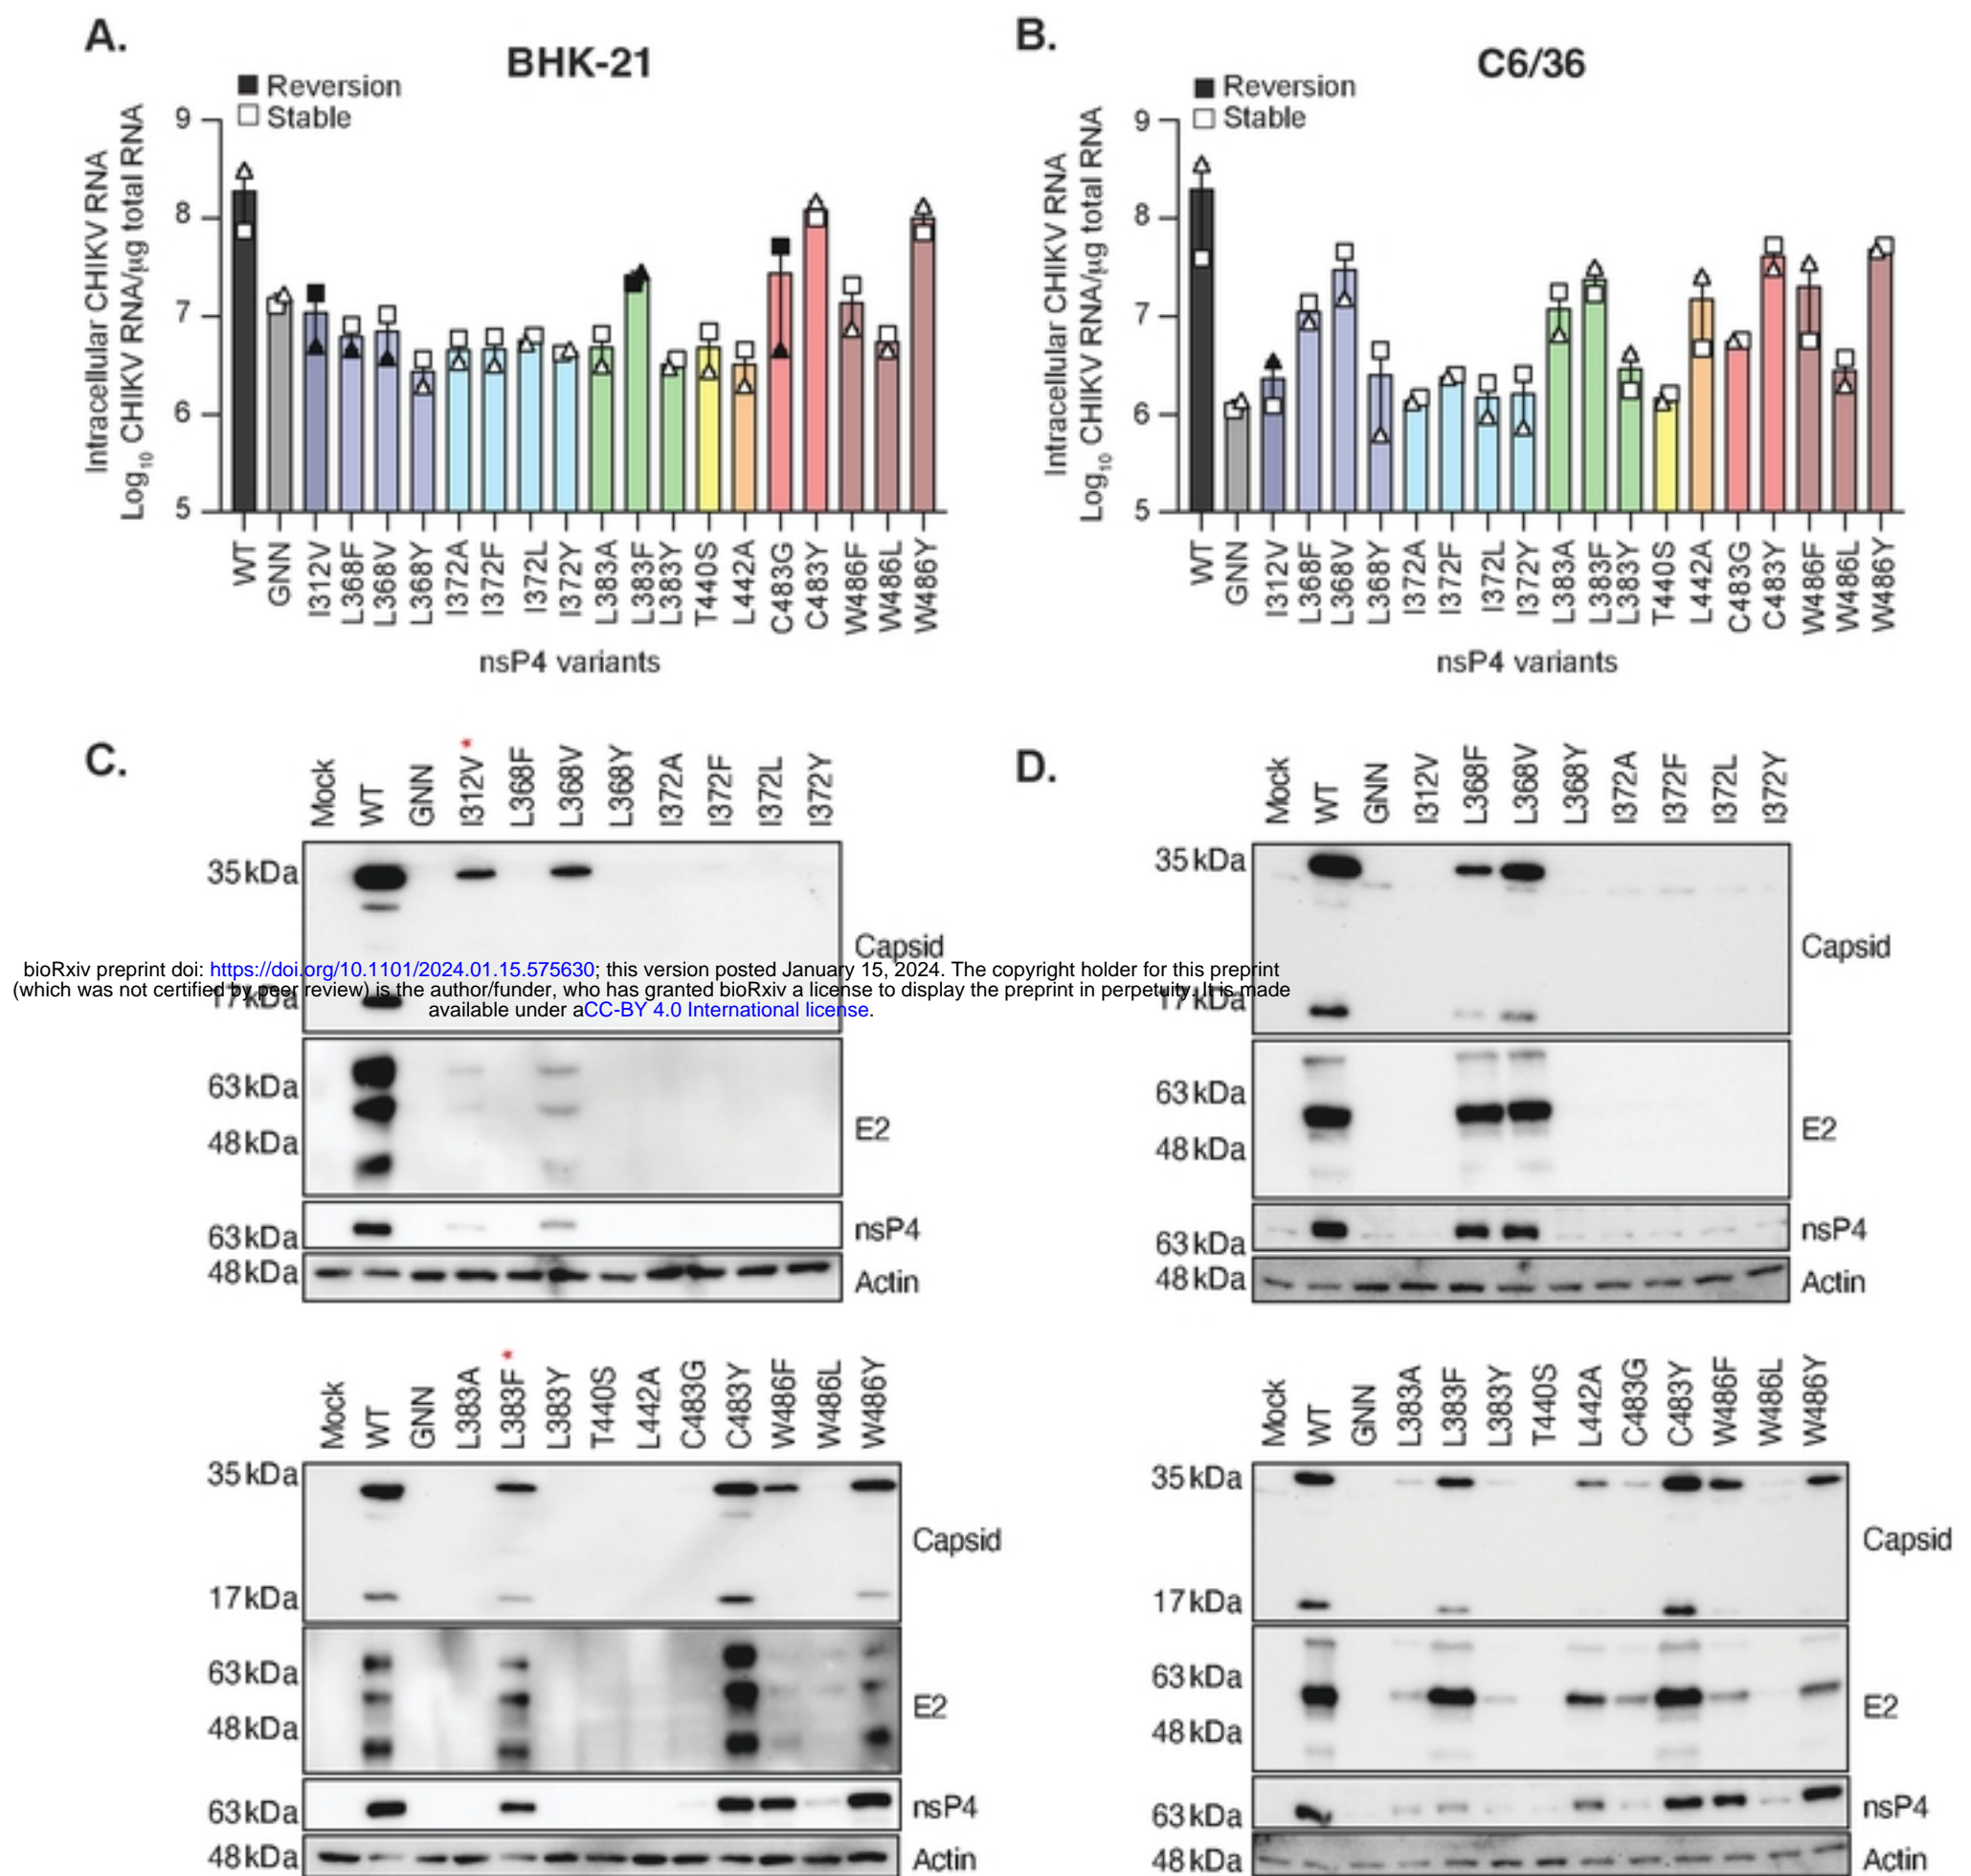 A.
BHK-21
Reversion
Stable
Intracellular CHIKV RNA
Log10 CHIKV RNA/μg total RNA
9
8
7
6
5
WT
GNN
I312V
L368F
L368V
L368Y
I372A
I372F
I372L
I372Y
L383A
L383F
L383Y
T440S
L442A
C483G
C483Y
W486F
W486L
W486Y
nsP4 variants
B.
C6/36
Reversion
Stable
Intracellular CHIKV RNA
Log10 CHIKV RNA/μg total RNA
9
8
7
6
5
WT
GNN
I312V
L368F
L368V
L368Y
I372A
I372F
I372L
I372Y
L383A
L383F
L383Y
T440S
L442A
C483G
C483Y
W486F
W486L
W486Y
nsP4 variants
C.
Mock
WT
GNN
I312V*
L368F
L368V
L368Y
I372A
I372F
I372L
I372Y
35 kDa
Capsid
17 kDa
63 kDa
48 kDa
E2
63 kDa
nsP4
48 kDa
Actin
D.
Mock
WT
GNN
I312V
L368F
L368V
L368Y
I372A
I372F
I372L
I372Y
35 kDa
Capsid
17 kDa
63 kDa
48 kDa
E2
63 kDa
nsP4
48 kDa
Actin
bioRxiv preprint doi: https://doi.org/10.1101/2024.01.15.575630; this version posted January 15, 2024. The copyright holder for this preprint
(which was not certified by peer review) is the author/funder, who has granted bioRxiv a license to display the preprint in perpetuity. It is made
available under aCC-BY 4.0 International license.
Mock
WT
GNN
L383A
L383F*
L383Y
T440S
L442A
C483G
C483Y
W486F
W486L
W486Y
35 kDa
Capsid
17 kDa
63 kDa
48 kDa
E2
63 kDa
nsP4
48 kDa
Actin
Mock
WT
GNN
L383A
L383F
L383Y
T440S
L442A
C483G
C483Y
W486F
W486L
W486Y
35 kDa
Capsid
17 kDa
63 kDa
48 kDa
E2
63 kDa
nsP4
48 kDa
Actin